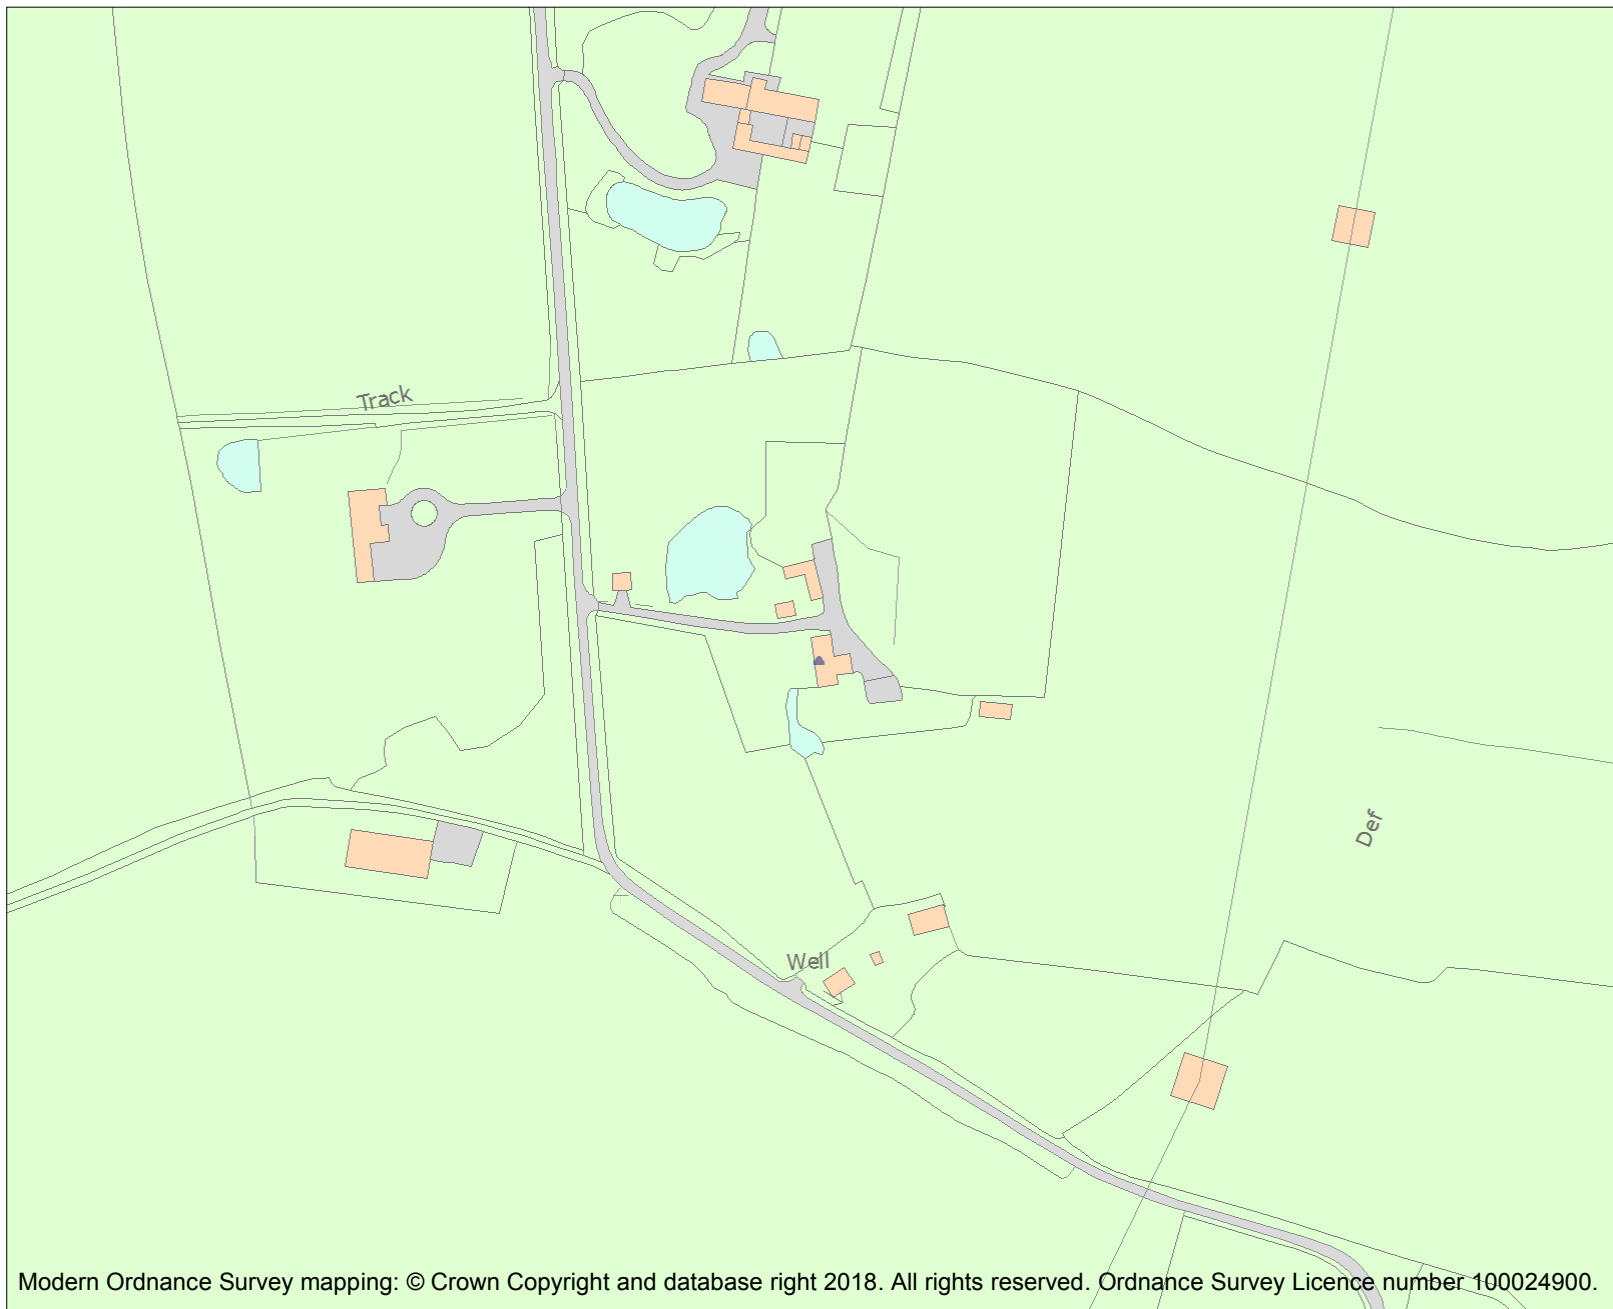 Track
Def
Well
Modern Ordnance Survey mapping: © Crown Copyright and database right 2018. All rights reserved. Ordnance Survey Licence number 100024900.